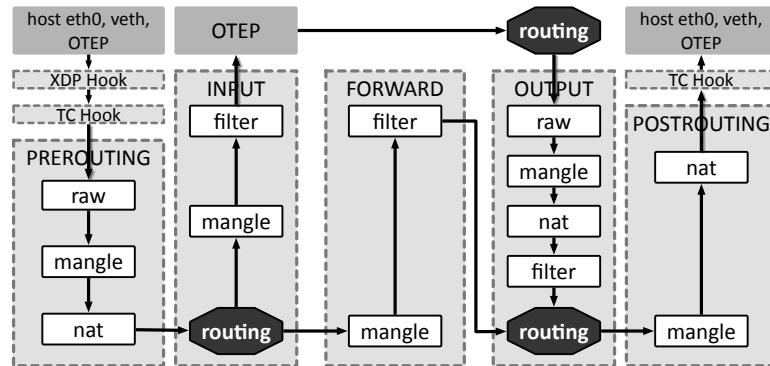 host eth0, veth,
OTEP
XDP Hook
TC Hook
PREROUTING
raw
mangle
nat
OTEP
INPUT
filter
mangle
routing
FORWARD
filter
mangle
routing
OUTPUT
raw
mangle
nat
filter
routing
host eth0, veth,
OTEP
TC Hook
POSTROUTING
nat
mangle